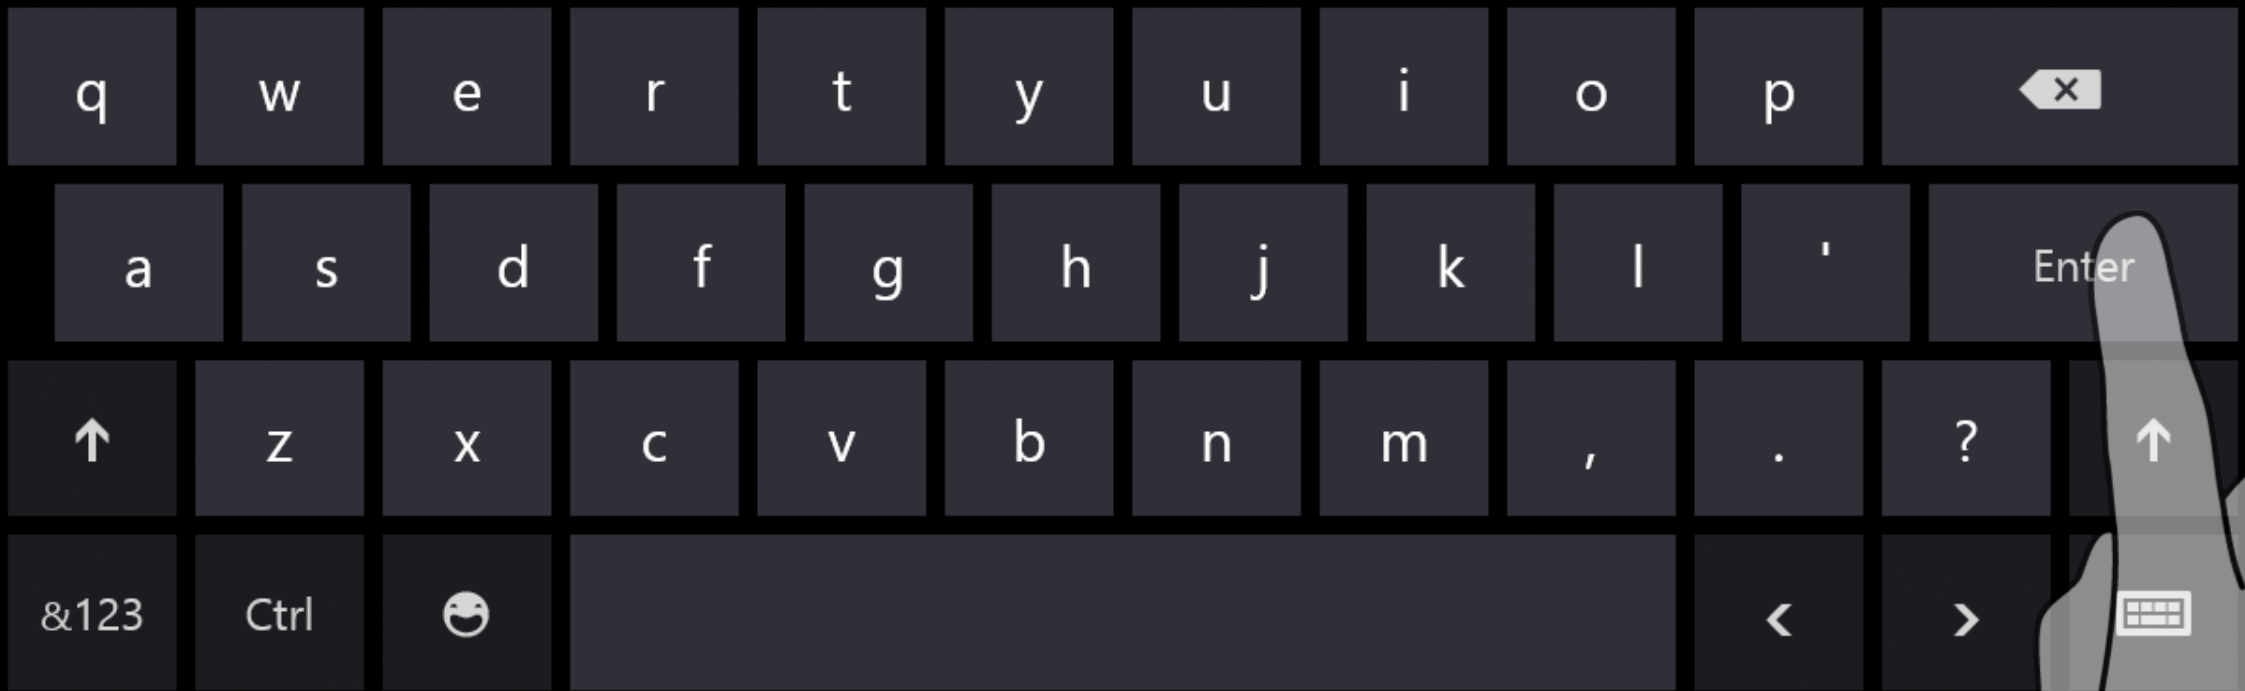 q w e r t y u i o p
a s d f g h j k l ' Enter
z x c v b n m , . ?
&123 Ctrl < >